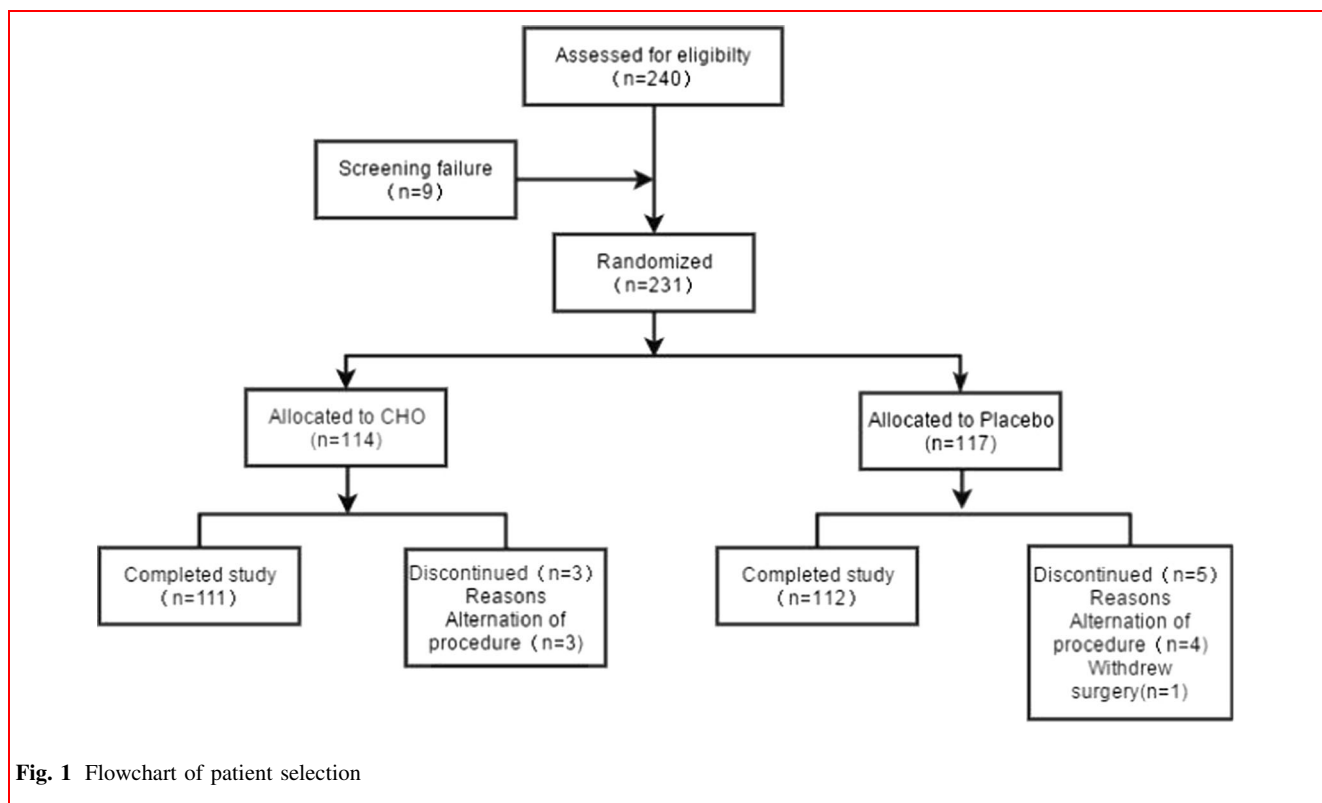 Assessed for eligibilty
(n=240)
Screening failure
(n=9)
Randomized
(n=231)
Allocated to CHO
(n=114)
Allocated to Placebo
(n=117)
Completed study
(n=111)
Discontinued (n=3)
Reasons
Alternation of
procedure (n=3)
Completed study
(n=112)
Discontinued (n=5)
Reasons
Alternation of
procedure (n=4)
Withdrew
surgery(n=1)
Fig. 1 Flowchart of patient selection